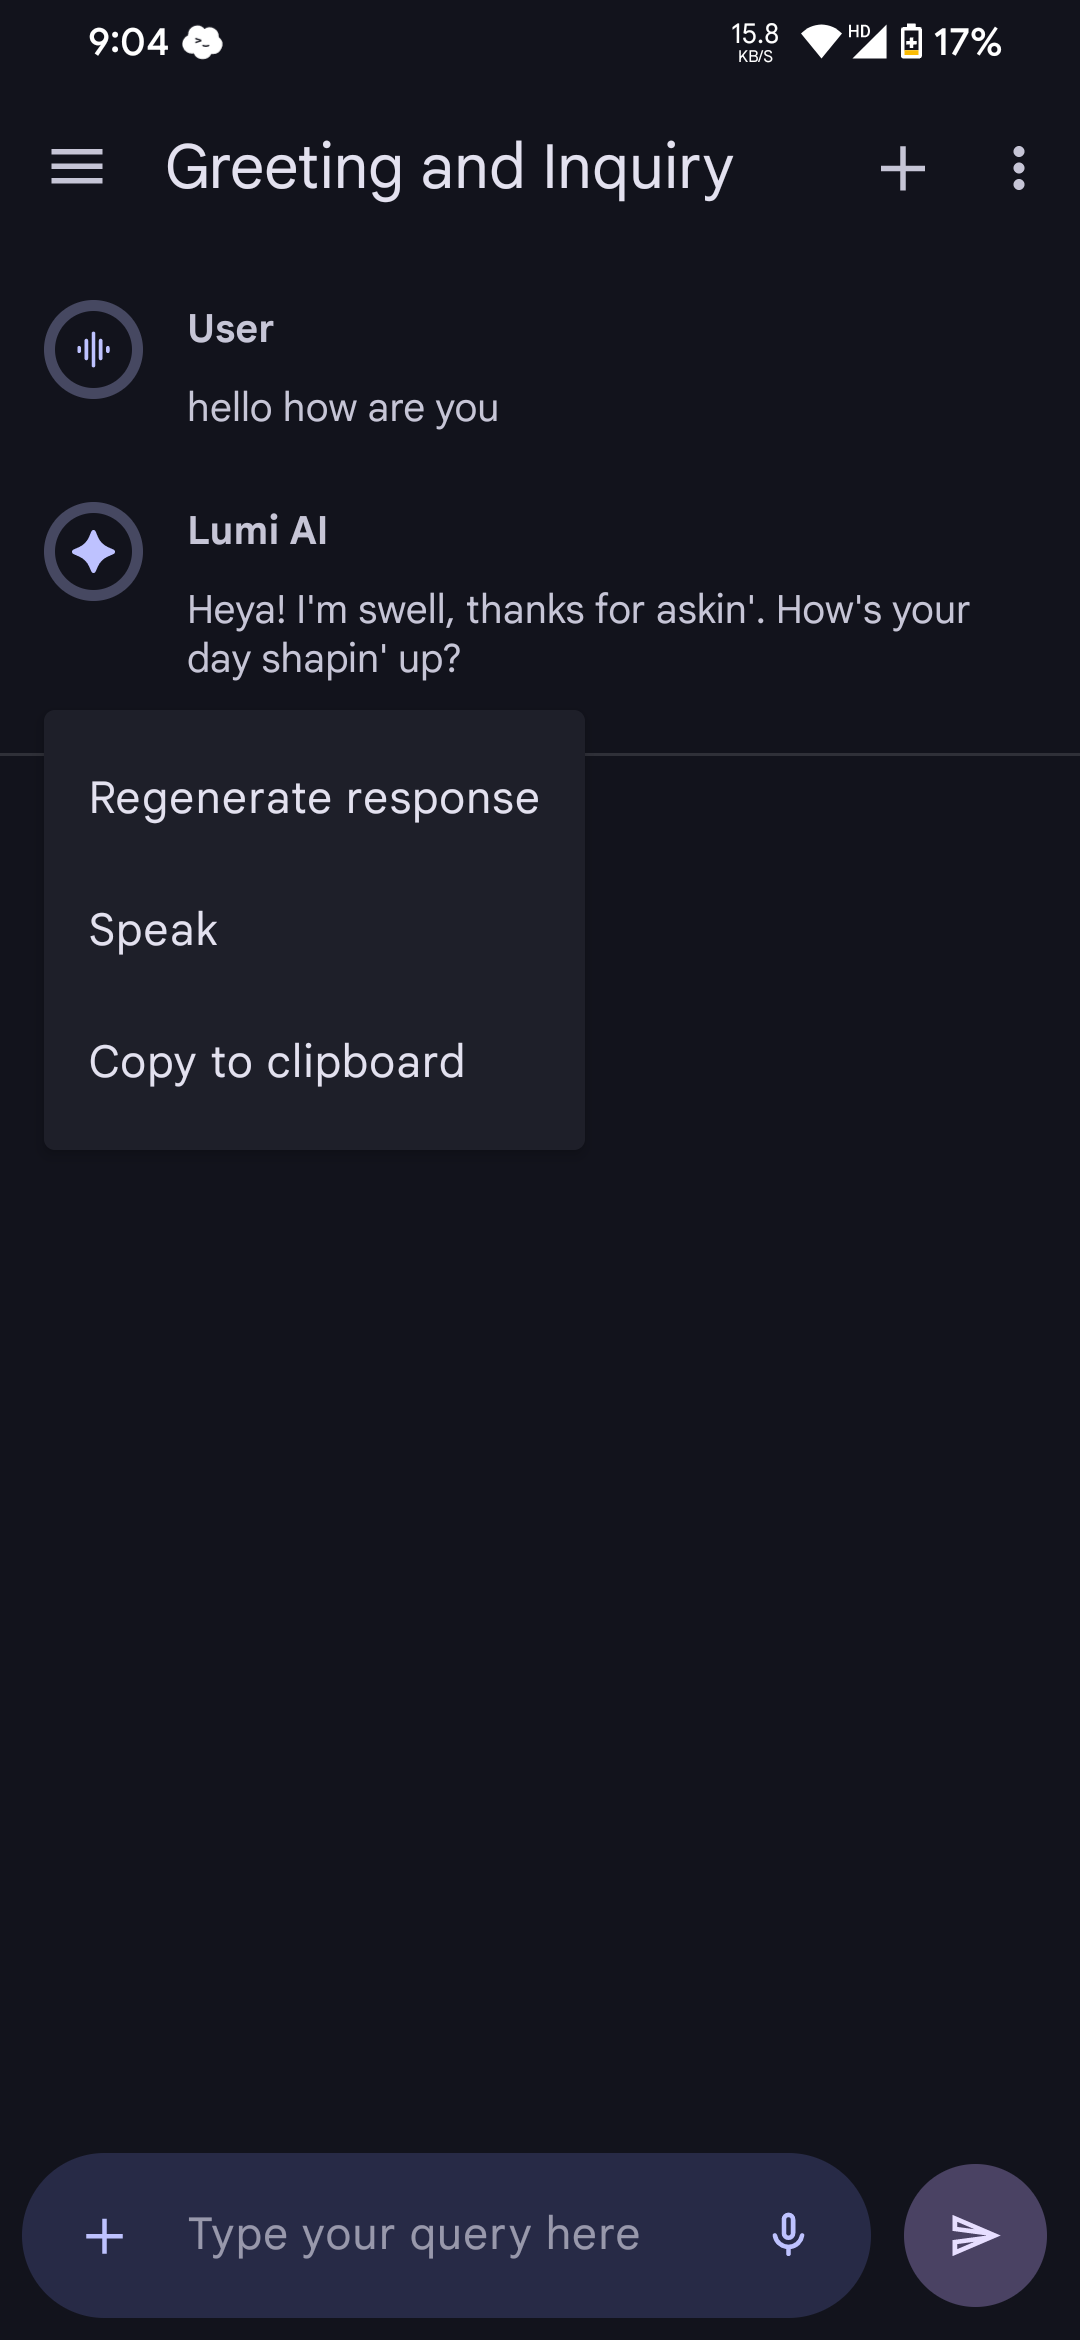 9:04
15.8
KB/S
HD
17%
Greeting and Inquiry
User
hello how are you
Lumi AI
Heya! I'm swell, thanks for askin'. How's your
day shapin' up?
Regenerate response
Speak
Copy to clipboard
Type your query here